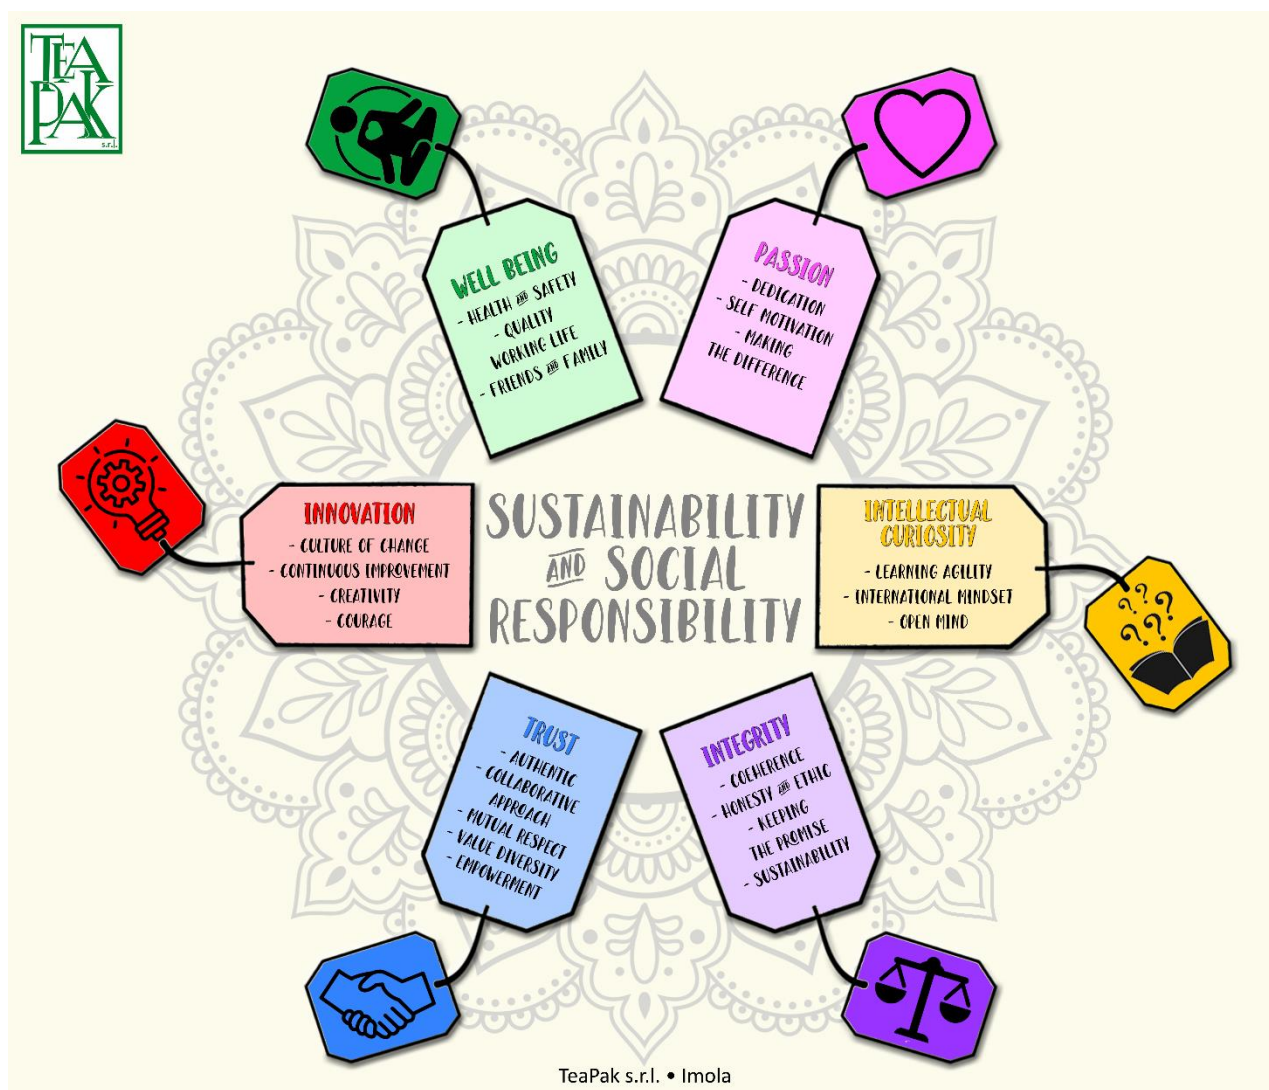 TEA
PAK
s.r.l.
WELL BEING
- HEALTH AND SAFETY
- QUALITY
WORKING LIFE
- FRIENDS AND FAMILY
PASSION
- DEDICATION
- SELF MOTIVATION
- MAKING
THE DIFFERENCE
INNOVATION
- CULTURE OF CHANGE
- CONTINUOUS IMPROVEMENT
- CREATIVITY
- COURAGE
SUSTAINABILITY
AND SOCIAL
RESPONSIBILITY
INTELLECTUAL
CURIOSITY
- LEARNING AGILITY
- INTERNATIONAL MINDSET
- OPEN MIND
????
?
TRUST
- AUTHENTIC
- COLLABORATIVE
APPROACH
- MUTUAL RESPECT
- VALUE DIVERSITY
- EMPOWERMENT
INTEGRITY
- COEHERENCE
- HONESTY AND ETHIC
- KEEPING
THE PROMISE
- SUSTAINABILITY
TeaPak s.r.l. • Imola